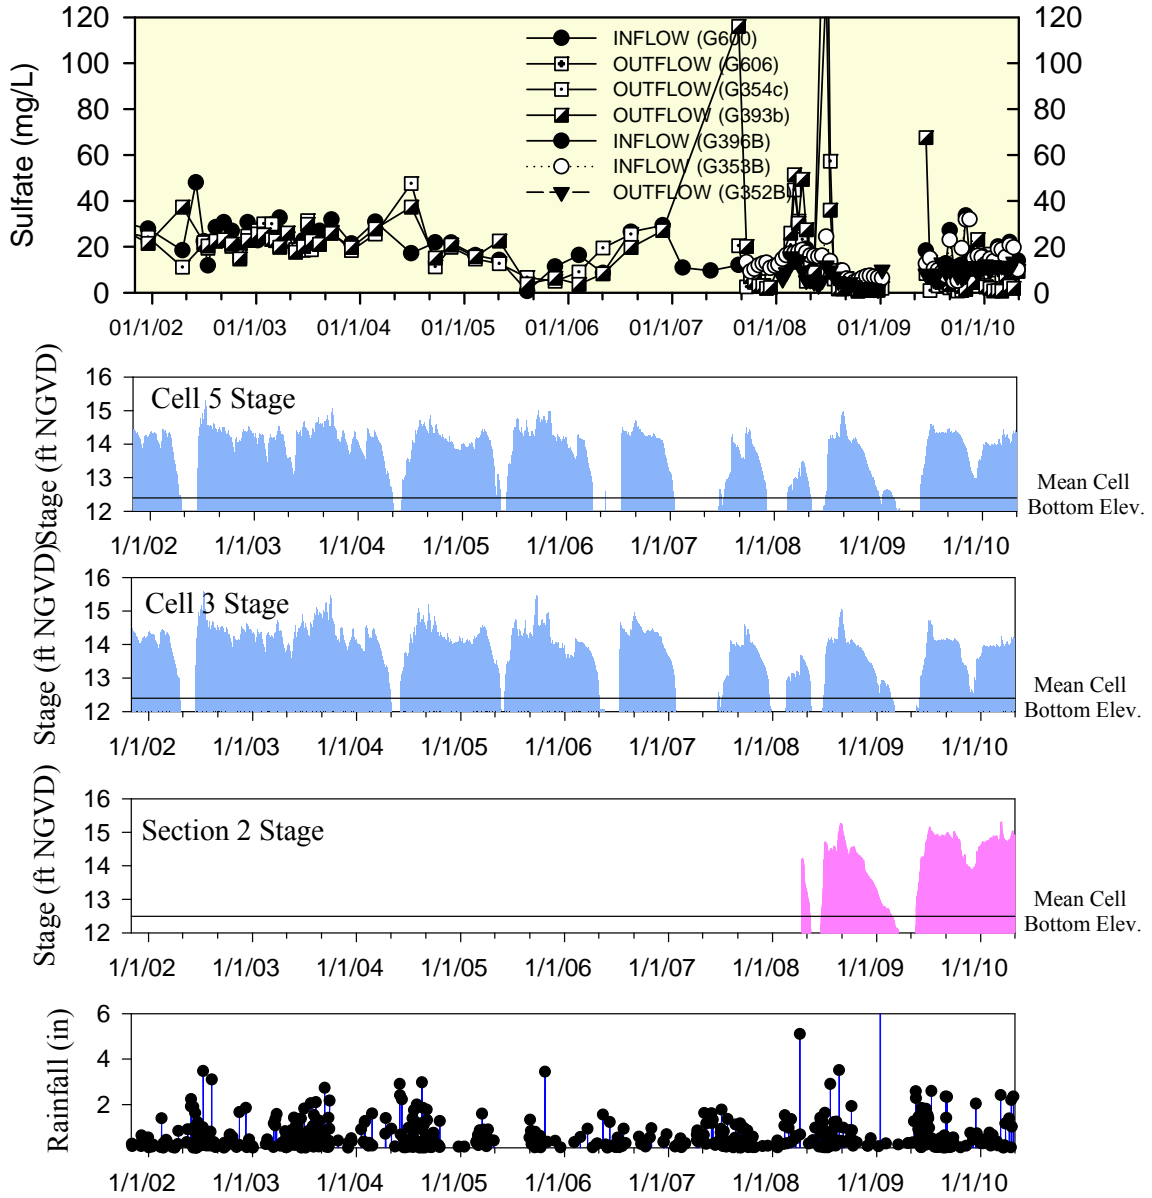 120
120
100
100
80
80
60
60
40
40
20
20
0
0
Sulfate (mg/L)
INFLOW (G600)
OUTFLOW (G606)
OUTFLOW (G354c)
OUTFLOW (G393b)
INFLOW (G396B)
INFLOW (G353B)
OUTFLOW (G352B)
01/1/02 01/1/03 01/1/04 01/1/05 01/1/06 01/1/07 01/1/08 01/1/09 01/1/10
Stage (ft NGVD)
16
15
14
13
12
Cell 5 Stage
Mean Cell
Bottom Elev.
1/1/02 1/1/03 1/1/04 1/1/05 1/1/06 1/1/07 1/1/08 1/1/09 1/1/10
Stage (ft NGVD)
16
15
14
13
12
Cell 3 Stage
Mean Cell
Bottom Elev.
1/1/02 1/1/03 1/1/04 1/1/05 1/1/06 1/1/07 1/1/08 1/1/09 1/1/10
Stage (ft NGVD)
16
15
14
13
12
Section 2 Stage
Mean Cell
Bottom Elev.
1/1/02 1/1/03 1/1/04 1/1/05 1/1/06 1/1/07 1/1/08 1/1/09 1/1/10
Rainfall (in)
6
4
2
1/1/02 1/1/03 1/1/04 1/1/05 1/1/06 1/1/07 1/1/08 1/1/09 1/1/10